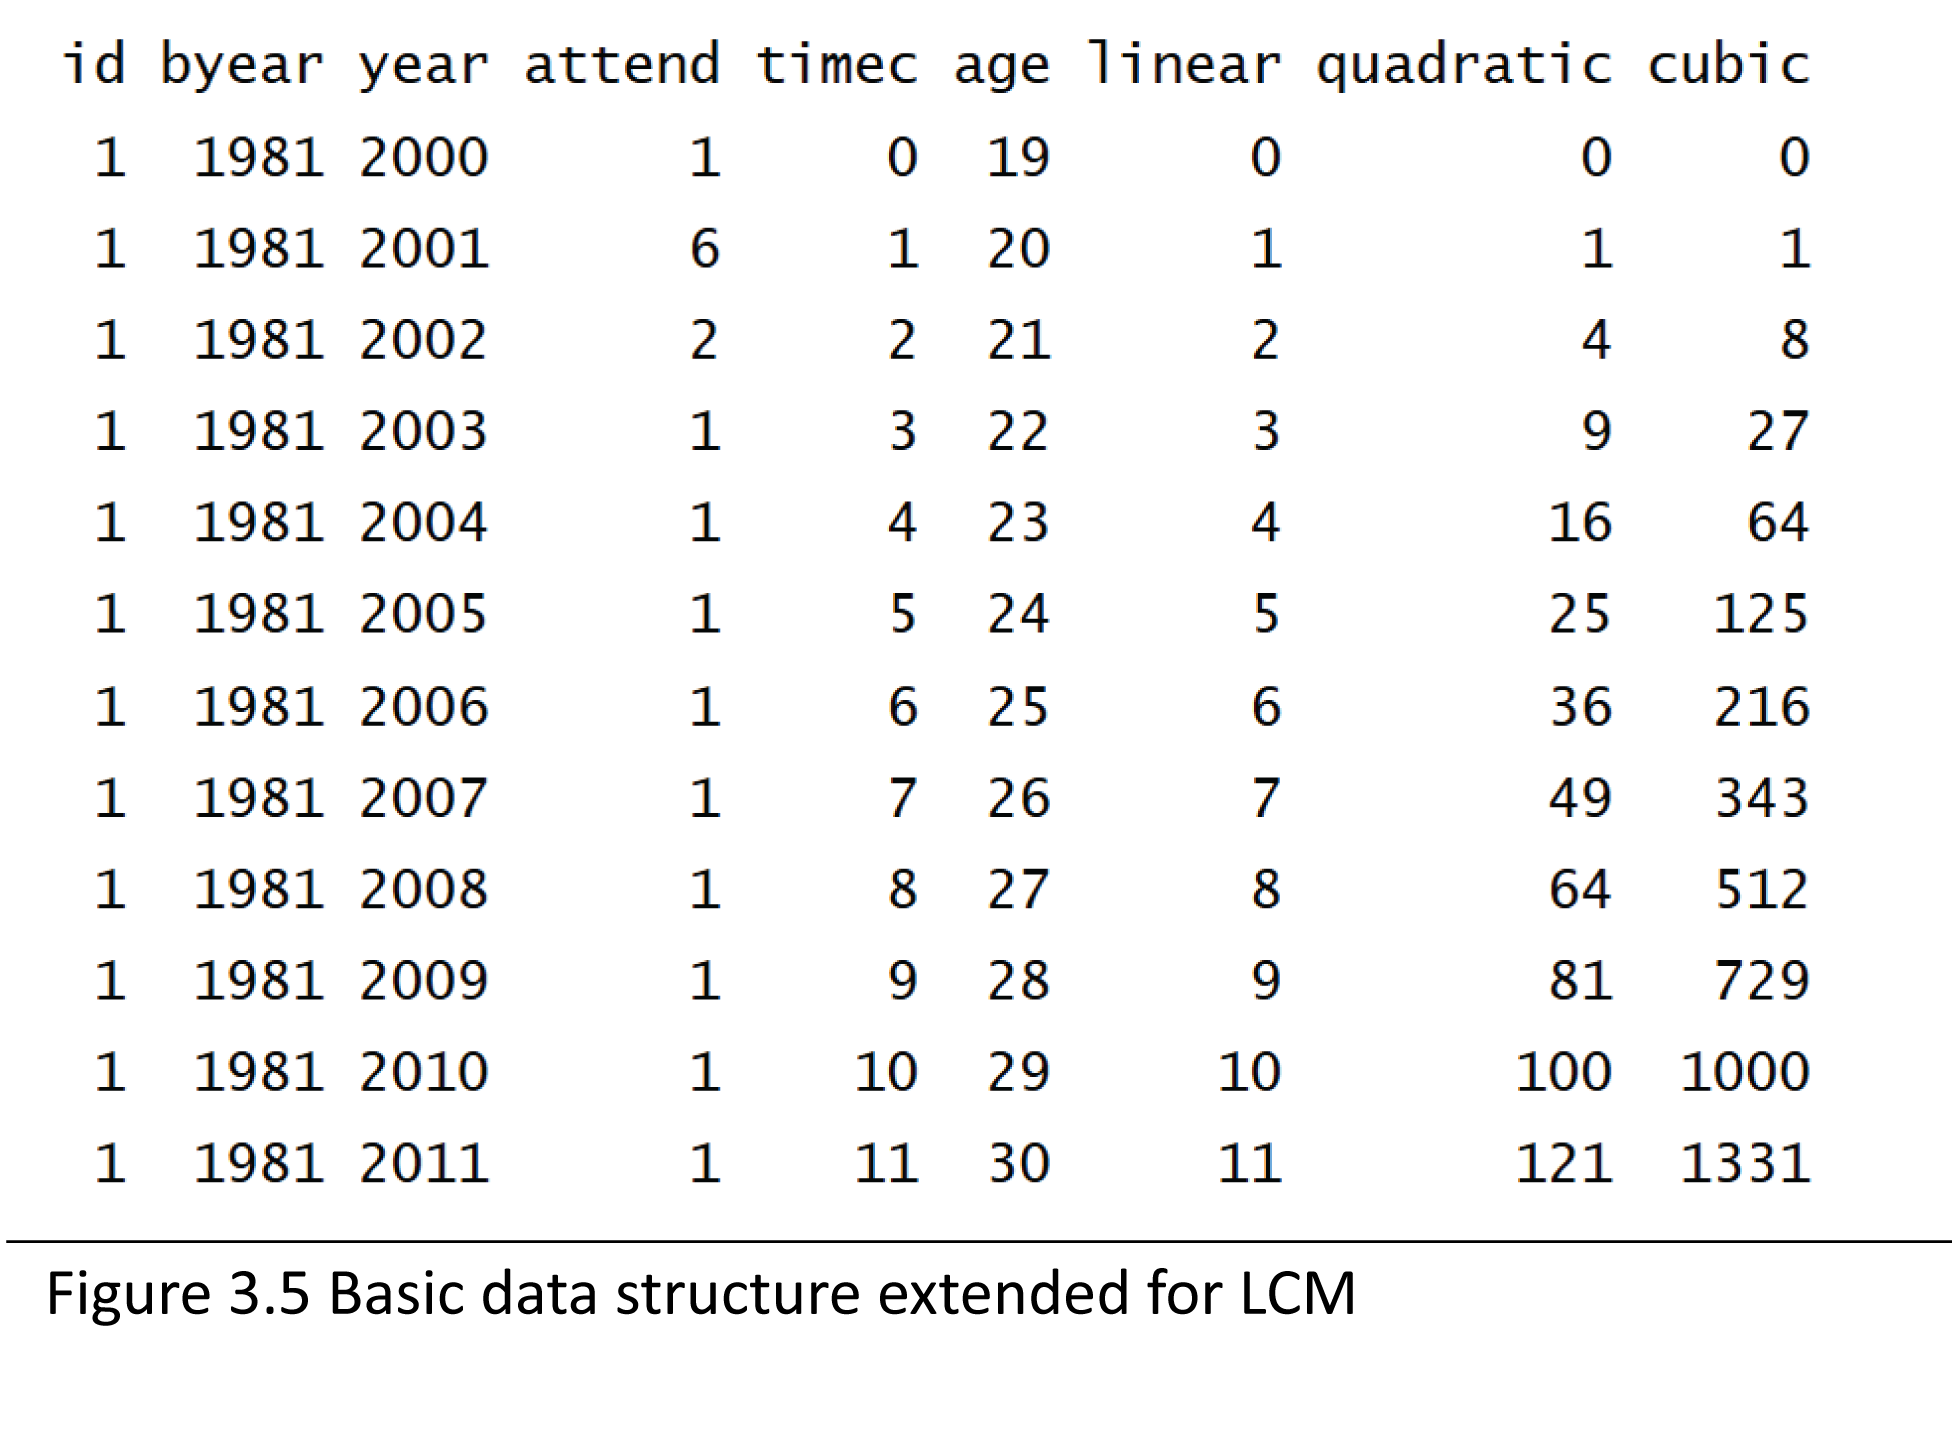 id byear year attend timec age linear quadratic cubic
1 1981 2000 1 0 19 0 0 0
1 1981 2001 6 1 20 1 1 1
1 1981 2002 2 2 21 2 4 8
1 1981 2003 1 3 22 3 9 27
1 1981 2004 1 4 23 4 16 64
1 1981 2005 1 5 24 5 25 125
1 1981 2006 1 6 25 6 36 216
1 1981 2007 1 7 26 7 49 343
1 1981 2008 1 8 27 8 64 512
1 1981 2009 1 9 28 9 81 729
1 1981 2010 1 10 29 10 100 1000
1 1981 2011 1 11 30 11 121 1331
Figure 3.5 Basic data structure extended for LCM